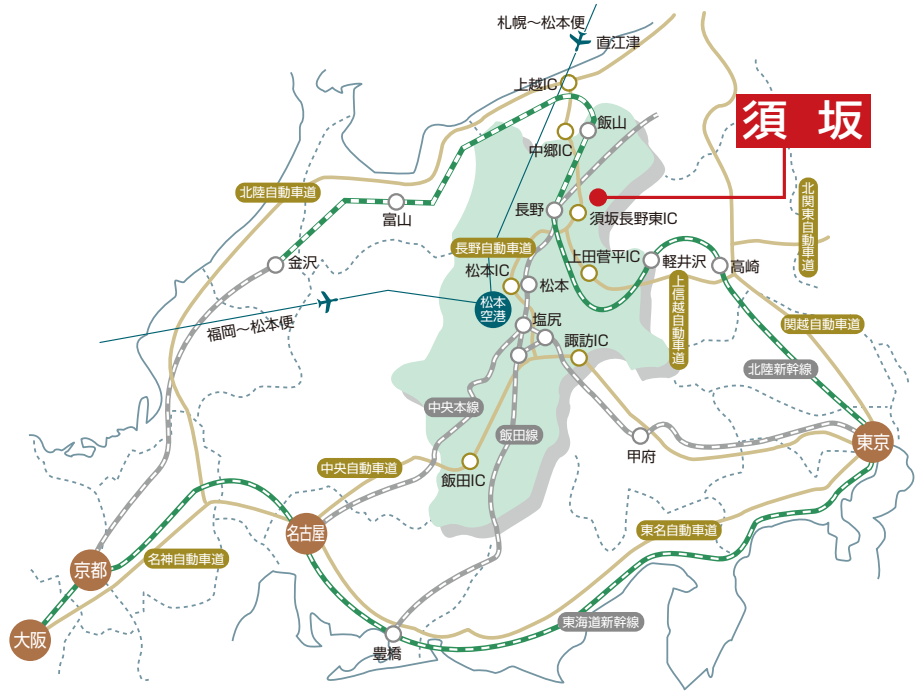 札幌～松本便
直江津
上越IC
須 坂
飯山
中郷IC
北陸自動車道
北関東自動車道
富山
長野
須坂長野東IC
長野自動車道
金沢
松本IC
上田菅平IC
軽井沢
高崎
松本
上信越自動車道
松本
空港
福岡～松本便
塩尻
諏訪IC
関越自動車道
北陸新幹線
中央本線
飯田線
東京
甲府
中央自動車道
飯田IC
名古屋
東名自動車道
名神自動車道
京都
大阪
東海道新幹線
豊橋